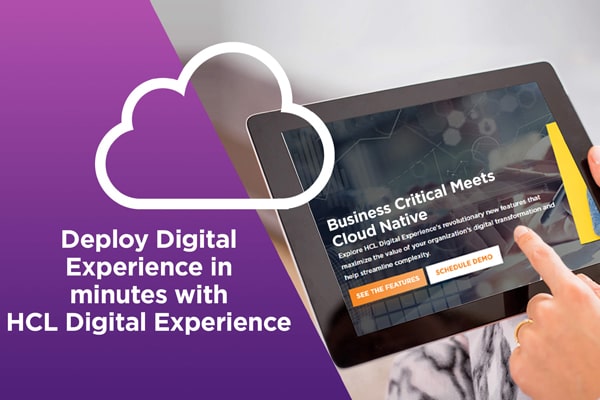 Deploy Digital
Experience in
minutes with
HCL Digital Experience
Business Critical Meets
Cloud Native
Explore HCL Digital Experience's revolutionary new features that
maximize the value of your organization's digital transformation and
help streamline complexity.
SEE THE FEATURES
SCHEDULE DEMO